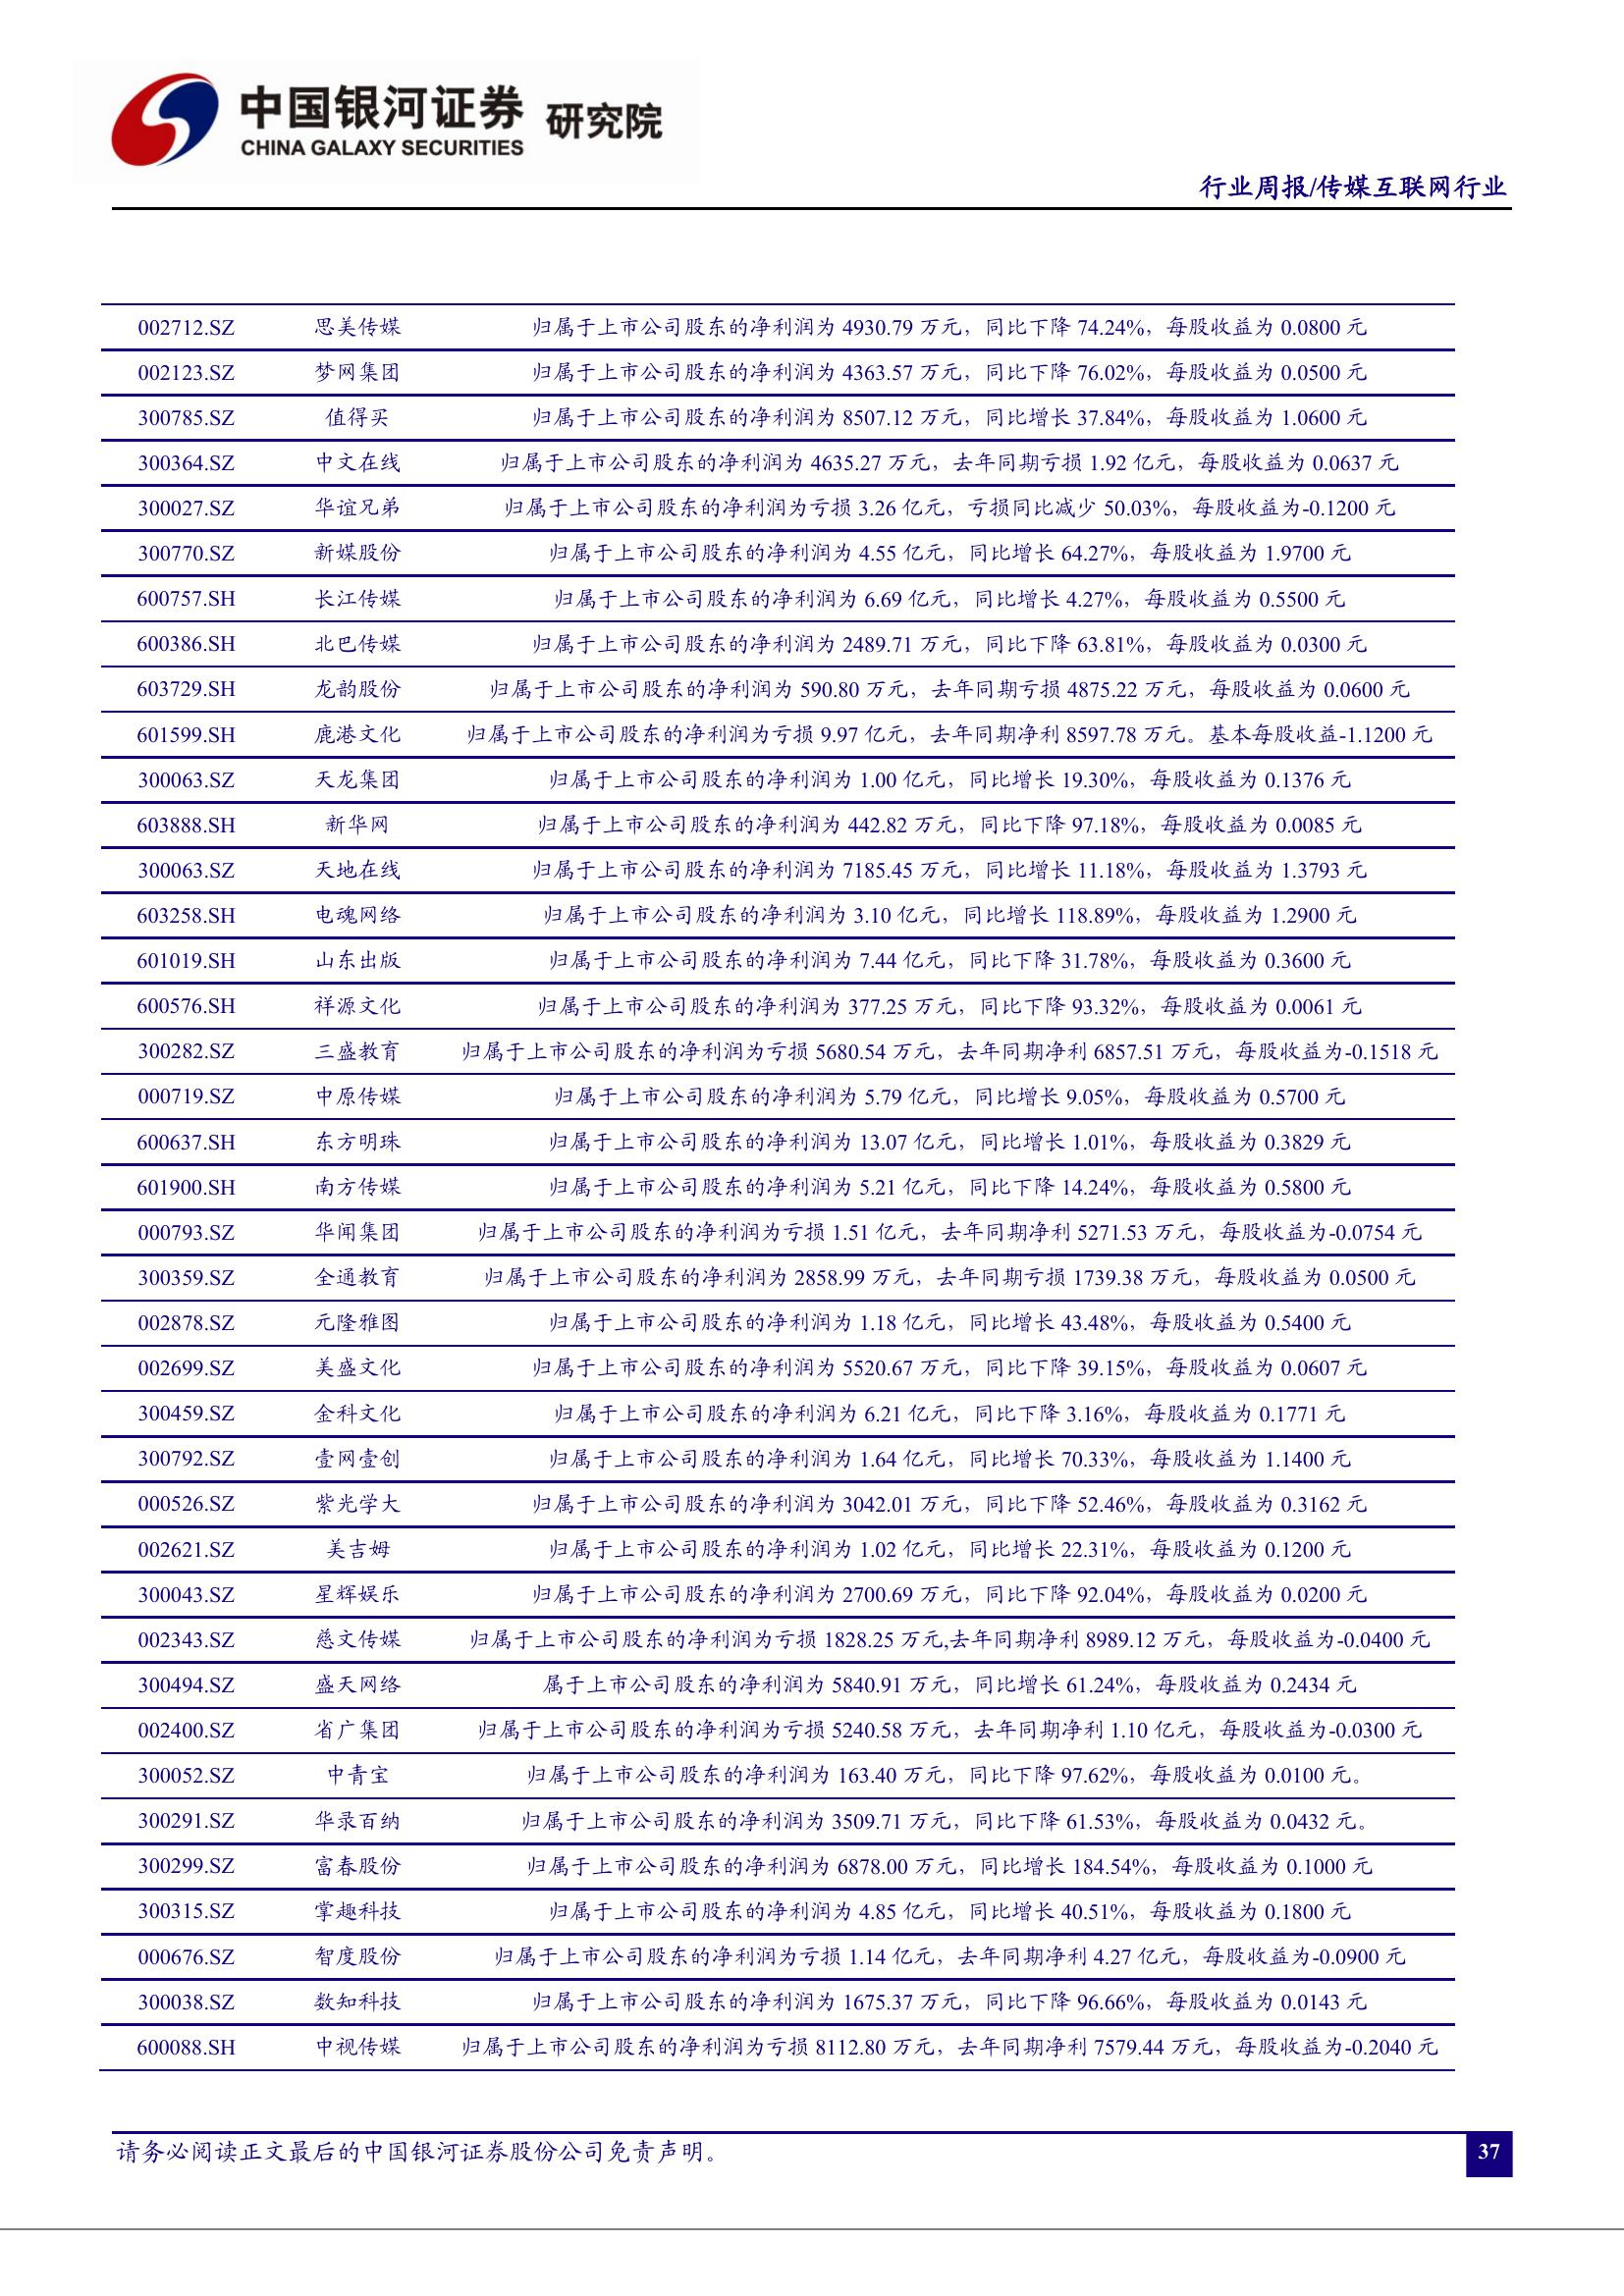 中国银河证券 研究院
CHINA GALAXY SECURITIES
行业周报/传媒互联网行业
002712.SZ 思美传媒 归属于上市公司股东的净利润为 4930.79 万元，同比下降 74.24%，每股收益为 0.0800 元
002123.SZ 梦网集团 归属于上市公司股东的净利润为 4363.57 万元，同比下降 76.02%，每股收益为 0.0500 元
300785.SZ 值得买 归属于上市公司股东的净利润为 8507.12 万元，同比增长 37.84%，每股收益为 1.0600 元
300364.SZ 中文在线 归属于上市公司股东的净利润为 4635.27 万元，去年同期亏损 1.92 亿元，每股收益为 0.0637 元
300027.SZ 华谊兄弟 归属于上市公司股东的净利润为亏损 3.26 亿元，亏损同比减少 50.03%，每股收益为-0.1200 元
300770.SZ 新媒股份 归属于上市公司股东的净利润为 4.55 亿元，同比增长 64.27%，每股收益为 1.9700 元
600757.SH 长江传媒 归属于上市公司股东的净利润为 6.69 亿元，同比增长 4.27%，每股收益为 0.5500 元
600386.SH 北巴传媒 归属于上市公司股东的净利润为 2489.71 万元，同比下降 63.81%，每股收益为 0.0300 元
603729.SH 龙韵股份 归属于上市公司股东的净利润为 590.80 万元，去年同期亏损 4875.22 万元，每股收益为 0.0600 元
601599.SH 鹿港文化 归属于上市公司股东的净利润为亏损 9.97 亿元，去年同期净利 8597.78 万元。基本每股收益-1.1200 元
300063.SZ 天龙集团 归属于上市公司股东的净利润为 1.00 亿元，同比增长 19.30%，每股收益为 0.1376 元
603888.SH 新华网 归属于上市公司股东的净利润为 442.82 万元，同比下降 97.18%，每股收益为 0.0085 元
300063.SZ 天地在线 归属于上市公司股东的净利润为 7185.45 万元，同比增长 11.18%，每股收益为 1.3793 元
603258.SH 电魂网络 归属于上市公司股东的净利润为 3.10 亿元，同比增长 118.89%，每股收益为 1.2900 元
601019.SH 山东出版 归属于上市公司股东的净利润为 7.44 亿元，同比下降 31.78%，每股收益为 0.3600 元
600576.SH 祥源文化 归属于上市公司股东的净利润为 377.25 万元，同比下降 93.32%，每股收益为 0.0061 元
300282.SZ 三盛教育 归属于上市公司股东的净利润为亏损 5680.54 万元，去年同期净利 6857.51 万元，每股收益为-0.1518 元
000719.SZ 中原传媒 归属于上市公司股东的净利润为 5.79 亿元，同比增长 9.05%，每股收益为 0.5700 元
600637.SH 东方明珠 归属于上市公司股东的净利润为 13.07 亿元，同比增长 1.01%，每股收益为 0.3829 元
601900.SH 南方传媒 归属于上市公司股东的净利润为 5.21 亿元，同比下降 14.24%，每股收益为 0.5800 元
000793.SZ 华闻集团 归属于上市公司股东的净利润为亏损 1.51 亿元，去年同期净利 5271.53 万元，每股收益为-0.0754 元
300359.SZ 全通教育 归属于上市公司股东的净利润为 2858.99 万元，去年同期亏损 1739.38 万元，每股收益为 0.0500 元
002878.SZ 元隆雅图 归属于上市公司股东的净利润为 1.18 亿元，同比增长 43.48%，每股收益为 0.5400 元
002699.SZ 美盛文化 归属于上市公司股东的净利润为 5520.67 万元，同比下降 39.15%，每股收益为 0.0607 元
300459.SZ 金科文化 归属于上市公司股东的净利润为 6.21 亿元，同比下降 3.16%，每股收益为 0.1771 元
300792.SZ 壹网壹创 归属于上市公司股东的净利润为 1.64 亿元，同比增长 70.33%，每股收益为 1.1400 元
000526.SZ 紫光学大 归属于上市公司股东的净利润为 3042.01 万元，同比下降 52.46%，每股收益为 0.3162 元
002621.SZ 美吉姆 归属于上市公司股东的净利润为 1.02 亿元，同比增长 22.31%，每股收益为 0.1200 元
300043.SZ 星辉娱乐 归属于上市公司股东的净利润为 2700.69 万元，同比下降 92.04%，每股收益为 0.0200 元
002343.SZ 慈文传媒 归属于上市公司股东的净利润为亏损 1828.25 万元,去年同期净利 8989.12 万元，每股收益为-0.0400 元
300494.SZ 盛天网络 属于上市公司股东的净利润为 5840.91 万元，同比增长 61.24%，每股收益为 0.2434 元
002400.SZ 省广集团 归属于上市公司股东的净利润为亏损 5240.58 万元，去年同期净利 1.10 亿元，每股收益为-0.0300 元
300052.SZ 中青宝 归属于上市公司股东的净利润为 163.40 万元，同比下降 97.62%，每股收益为 0.0100 元。
300291.SZ 华录百纳 归属于上市公司股东的净利润为 3509.71 万元，同比下降 61.53%，每股收益为 0.0432 元。
300299.SZ 富春股份 归属于上市公司股东的净利润为 6878.00 万元，同比增长 184.54%，每股收益为 0.1000 元
300315.SZ 掌趣科技 归属于上市公司股东的净利润为 4.85 亿元，同比增长 40.51%，每股收益为 0.1800 元
000676.SZ 智度股份 归属于上市公司股东的净利润为亏损 1.14 亿元，去年同期净利 4.27 亿元，每股收益为-0.0900 元
300038.SZ 数知科技 归属于上市公司股东的净利润为 1675.37 万元，同比下降 96.66%，每股收益为 0.0143 元
600088.SH 中视传媒 归属于上市公司股东的净利润为亏损 8112.80 万元，去年同期净利 7579.44 万元，每股收益为-0.2040 元
请务必阅读正文最后的中国银河证券股份公司免责声明。
37